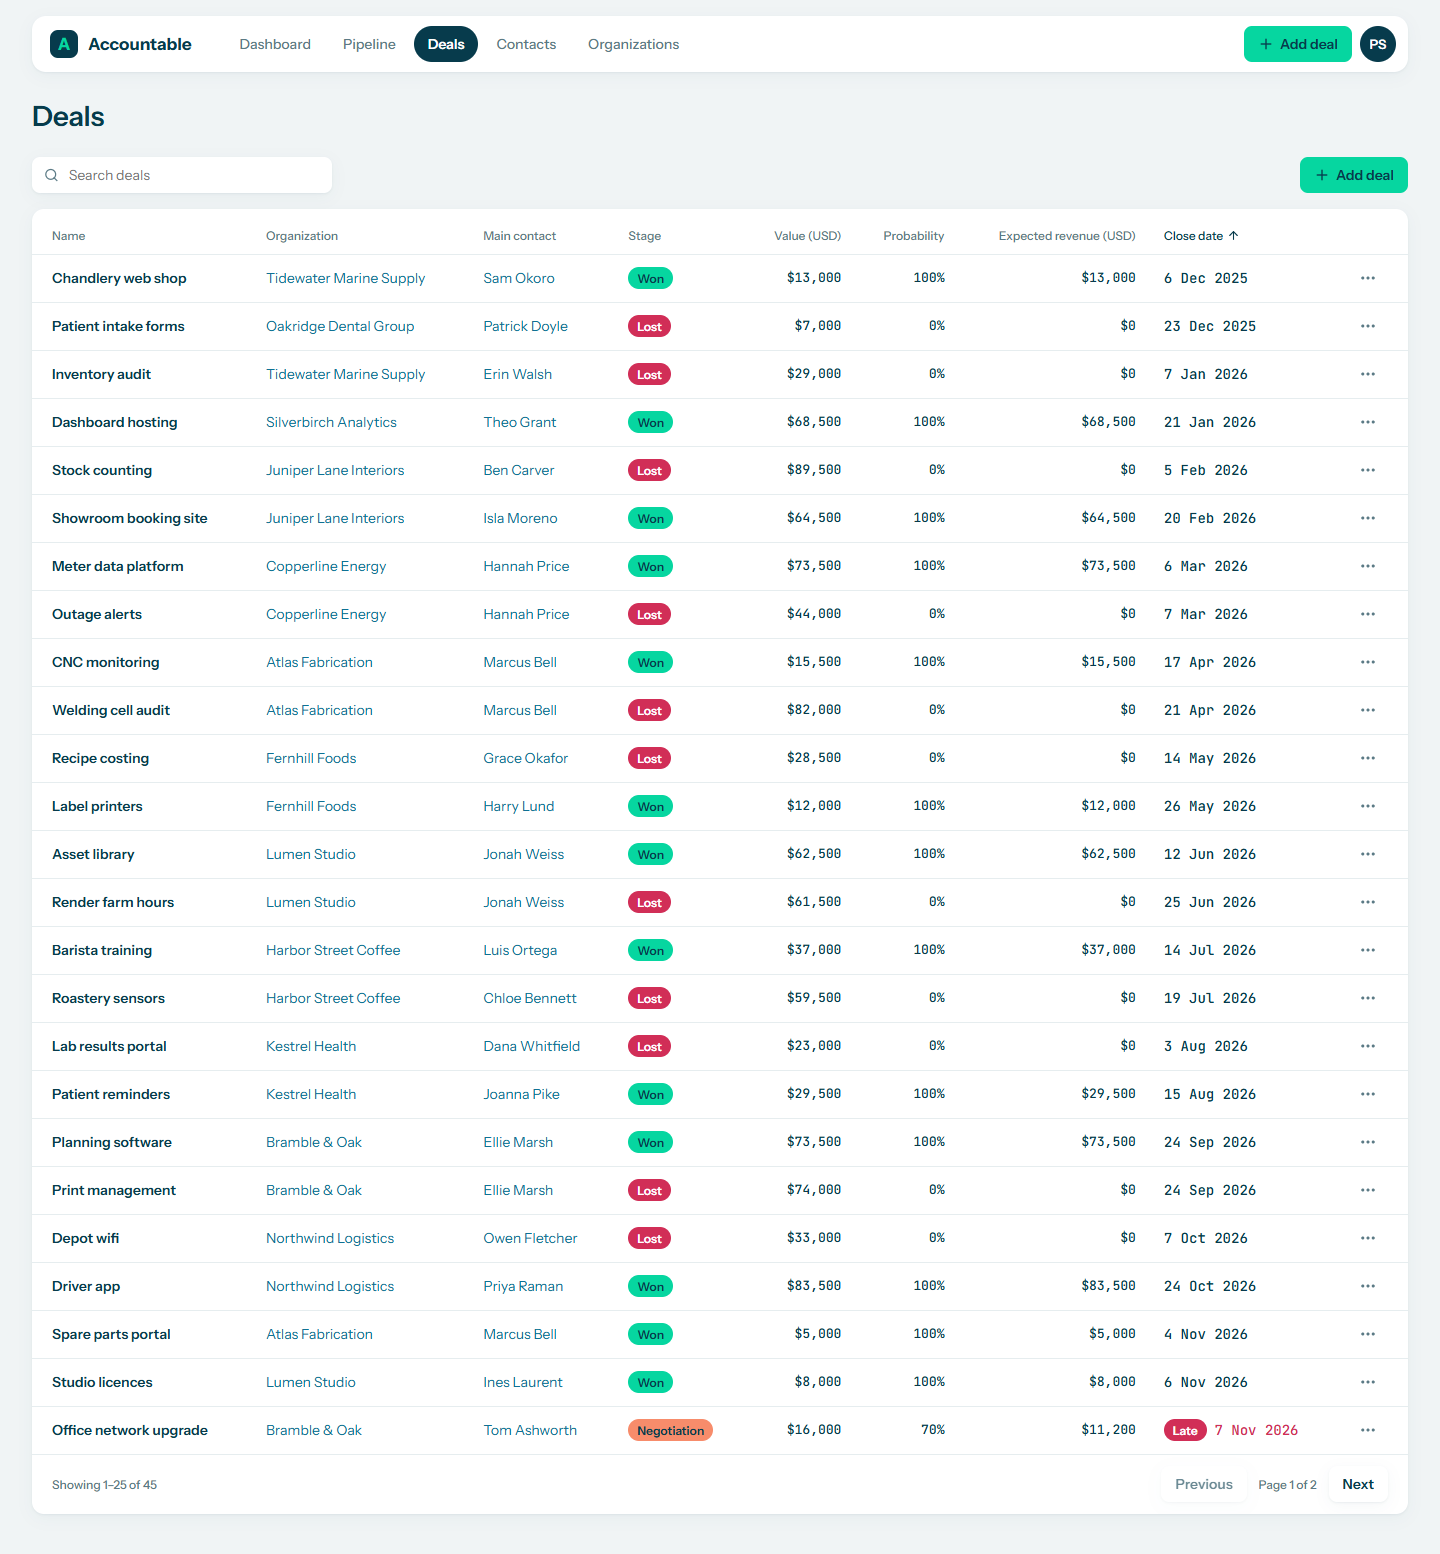 A Accountable Dashboard Pipeline Deals Contacts Organizations + Add deal PS
Deals
Search deals + Add deal
Name Organization Main contact Stage Value (USD) Probability Expected revenue (USD) Close date ↑
Chandlery web shop Tidewater Marine Supply Sam Okoro Won $13,000 100% $13,000 6 Dec 2025
Patient intake forms Oakridge Dental Group Patrick Doyle Lost $7,000 0% $0 23 Dec 2025
Inventory audit Tidewater Marine Supply Erin Walsh Lost $29,000 0% $0 7 Jan 2026
Dashboard hosting Silverbirch Analytics Theo Grant Won $68,500 100% $68,500 21 Jan 2026
Stock counting Juniper Lane Interiors Ben Carver Lost $89,500 0% $0 5 Feb 2026
Showroom booking site Juniper Lane Interiors Isla Moreno Won $64,500 100% $64,500 20 Feb 2026
Meter data platform Copperline Energy Hannah Price Won $73,500 100% $73,500 6 Mar 2026
Outage alerts Copperline Energy Hannah Price Lost $44,000 0% $0 7 Mar 2026
CNC monitoring Atlas Fabrication Marcus Bell Won $15,500 100% $15,500 17 Apr 2026
Welding cell audit Atlas Fabrication Marcus Bell Lost $82,000 0% $0 21 Apr 2026
Recipe costing Fernhill Foods Grace Okafor Lost $28,500 0% $0 14 May 2026
Label printers Fernhill Foods Harry Lund Won $12,000 100% $12,000 26 May 2026
Asset library Lumen Studio Jonah Weiss Won $62,500 100% $62,500 12 Jun 2026
Render farm hours Lumen Studio Jonah Weiss Lost $61,500 0% $0 25 Jun 2026
Barista training Harbor Street Coffee Luis Ortega Won $37,000 100% $37,000 14 Jul 2026
Roastery sensors Harbor Street Coffee Chloe Bennett Lost $59,500 0% $0 19 Jul 2026
Lab results portal Kestrel Health Dana Whitfield Lost $23,000 0% $0 3 Aug 2026
Patient reminders Kestrel Health Joanna Pike Won $29,500 100% $29,500 15 Aug 2026
Planning software Bramble & Oak Ellie Marsh Won $73,500 100% $73,500 24 Sep 2026
Print management Bramble & Oak Ellie Marsh Lost $74,000 0% $0 24 Sep 2026
Depot wifi Northwind Logistics Owen Fletcher Lost $33,000 0% $0 7 Oct 2026
Driver app Northwind Logistics Priya Raman Won $83,500 100% $83,500 24 Oct 2026
Spare parts portal Atlas Fabrication Marcus Bell Won $5,000 100% $5,000 4 Nov 2026
Studio licences Lumen Studio Ines Laurent Won $8,000 100% $8,000 6 Nov 2026
Office network upgrade Bramble & Oak Tom Ashworth Negotiation $16,000 70% $11,200 Late 7 Nov 2026
Showing 1–25 of 45 Previous Page 1 of 2 Next